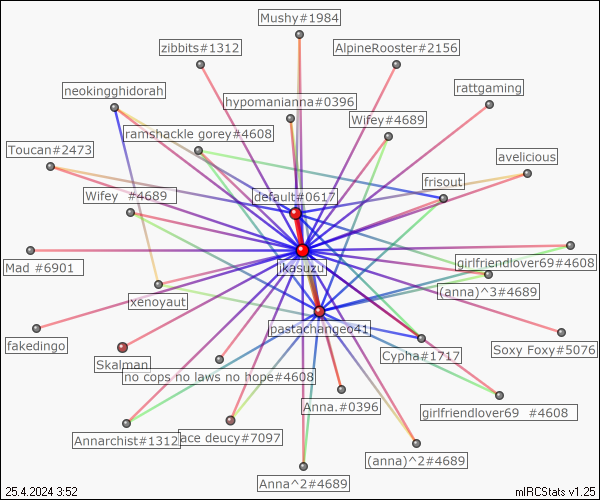 Mushy#1984
zibbits#1312
AlpineRooster#2156
neokingghidorah
rattgaming
hypomanianna#0396
Wifey#4689
ramshackle gorey#4608
Toucan#2473
avelicious
frisout
Wifey #4689
default#0617
girlfriendlover69#4608
Mad #6901
jkasuzu
(anna)^3#4689
xenoyaut
pastachangeo41
fakedingo
Soxy Foxy#5076
Cypha#1717
Skalman
no cops no laws no hope#4608
Anna.#0396
girlfriendlover69 #4608
Annarchist#1312
ace deucy#7097
(anna)^2#4689
Anna^2#4689
25.4.2024 3:52
mIRCStats v1.25